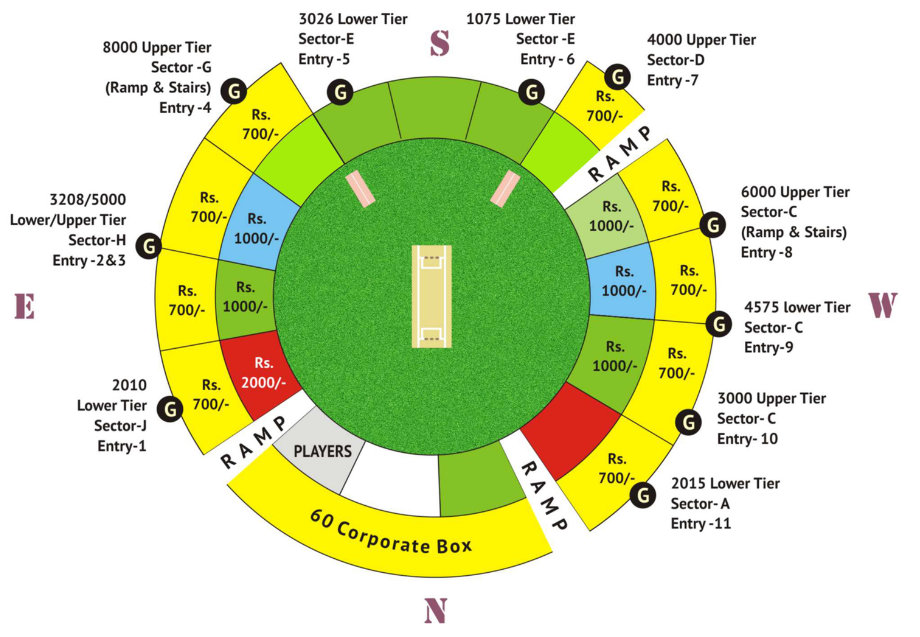 S
3026 Lower Tier
Sector-E
Entry -5
1075 Lower Tier
Sector -E
Entry - 6
8000 Upper Tier
Sector -G
(Ramp & Stairs)
Entry -4
4000 Upper Tier
Sector-D
Entry -7
G
G
G
G
Rs.
700/-
Rs.
700/-
RAMP
3208/5000
Lower/Upper Tier
Sector-H
Entry -2&3
G
Rs.
700/-
Rs.
1000/-
Rs.
1000/-
Rs.
700/-
G
6000 Upper Tier
Sector-C
(Ramp & Stairs)
Entry -8
E
Rs.
700/-
Rs.
1000/-
Rs.
1000/-
Rs.
700/-
W
G
4575 lower Tier
Sector- C
Entry-9
2010
Lower Tier
Sector-J
Entry-1
G
Rs.
700/-
Rs.
2000/-
Rs.
1000/-
Rs.
700/-
G
3000 Upper Tier
Sector- C
Entry- 10
RAMP
PLAYERS
RAMP
Rs.
700/-
G
2015 Lower Tier
Sector- A
Entry -11
60 Corporate Box
N